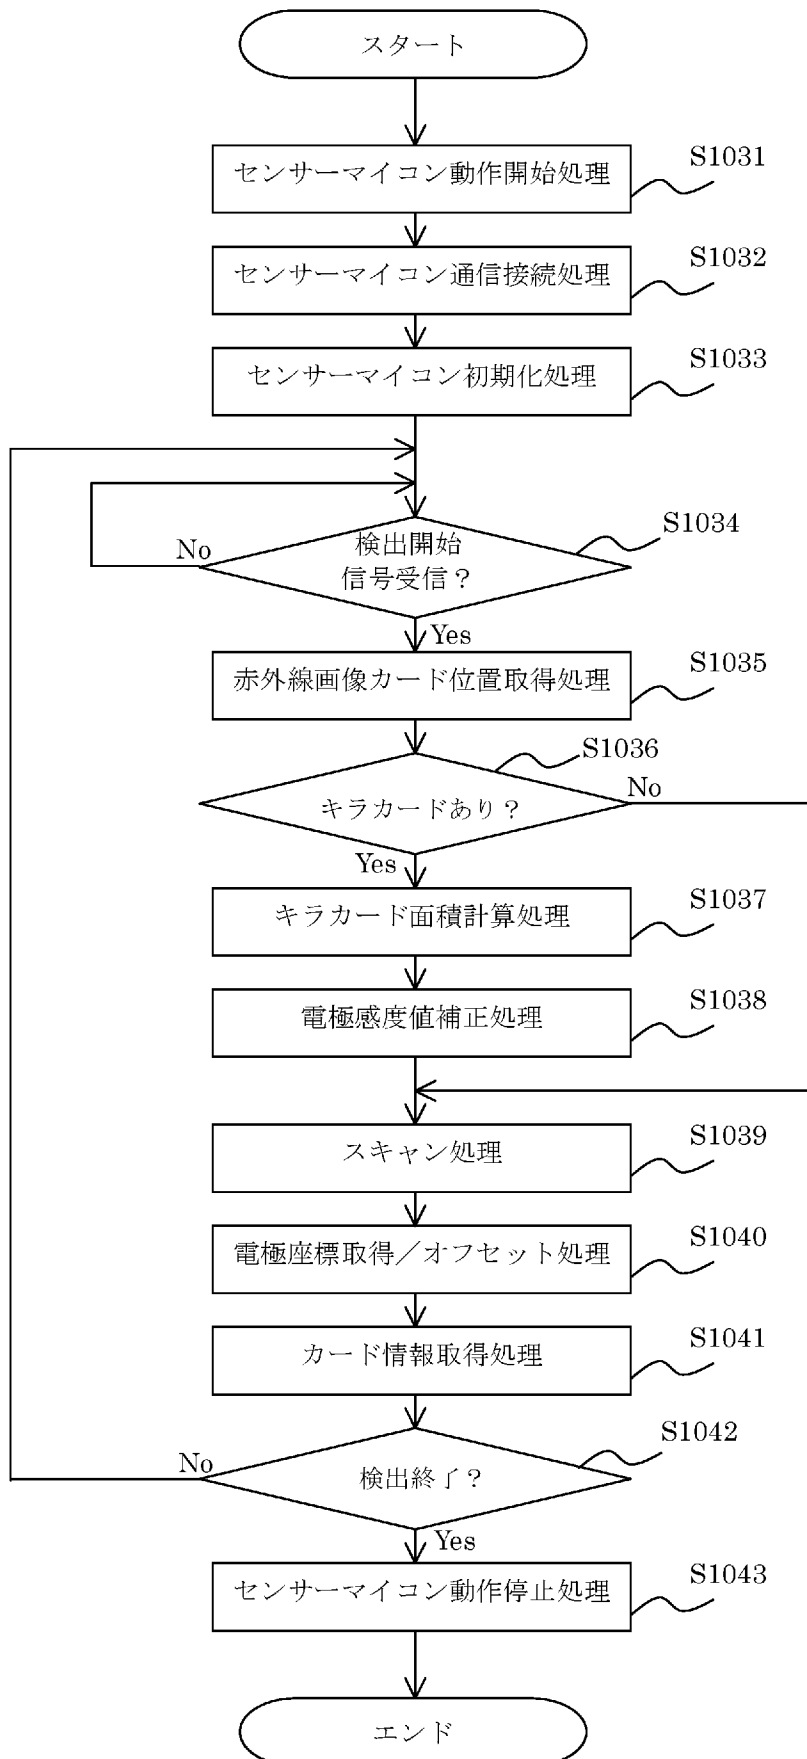 スタート
センサーマイコン動作開始処理
S1031
センサーマイコン通信接続処理
S1032
センサーマイコン初期化処理
S1033
検出開始
信号受信？
S1034
No
Yes
赤外線画像カード位置取得処理
S1035
キラカードあり？
S1036
No
Yes
キラカード面積計算処理
S1037
電極感度値補正処理
S1038
スキャン処理
S1039
電極座標取得／オフセット処理
S1040
カード情報取得処理
S1041
検出終了？
S1042
No
Yes
センサーマイコン動作停止処理
S1043
エンド